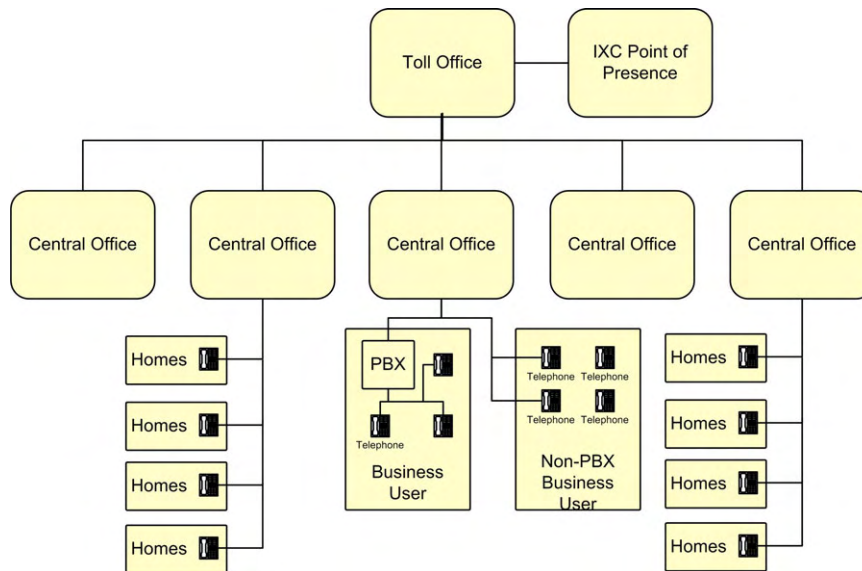 Toll Office
IXC Point of
Presence
Central Office
Central Office
Central Office
Central Office
Central Office
Homes
Homes
Homes
Homes
PBX
Telephone
Business
User
Telephone
Telephone
Telephone
Telephone
Non-PBX
Business
User
Homes
Homes
Homes
Homes